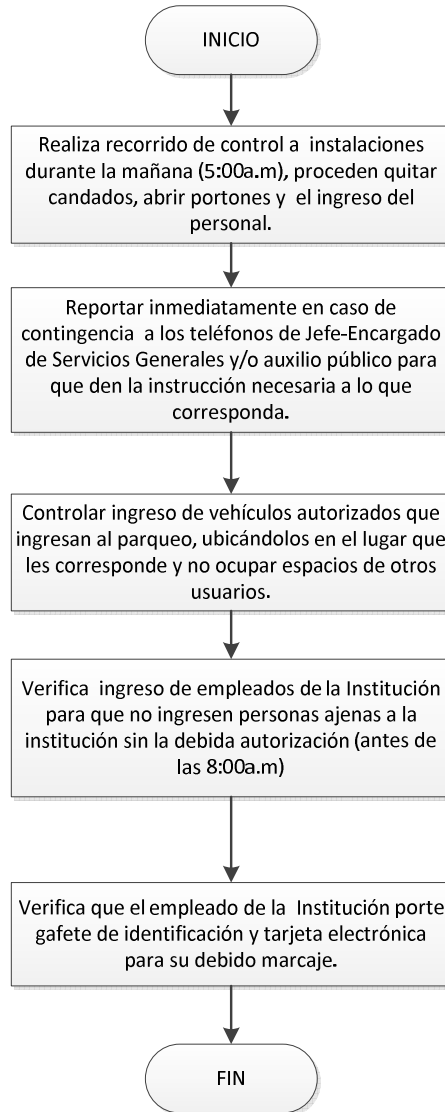 INICIO
Realiza recorrido de control a instalaciones
durante la mañana (5:00a.m), proceden quitar
candados, abrir portones y el ingreso del
personal.
Reportar inmediatamente en caso de
contingencia a los teléfonos de Jefe-Encargado
de Servicios Generales y/o auxilio público para
que den la instrucción necesaria a lo que
corresponda.
Controlar ingreso de vehículos autorizados que
ingresan al parqueo, ubicándolos en el lugar que
les corresponde y no ocupar espacios de otros
usuarios.
Verifica ingreso de empleados de la Institución
para que no ingresen personas ajenas a la
institución sin la debida autorización (antes de
las 8:00a.m)
Verifica que el empleado de la Institución porte
gafete de identificación y tarjeta electrónica
para su debido marcaje.
FIN